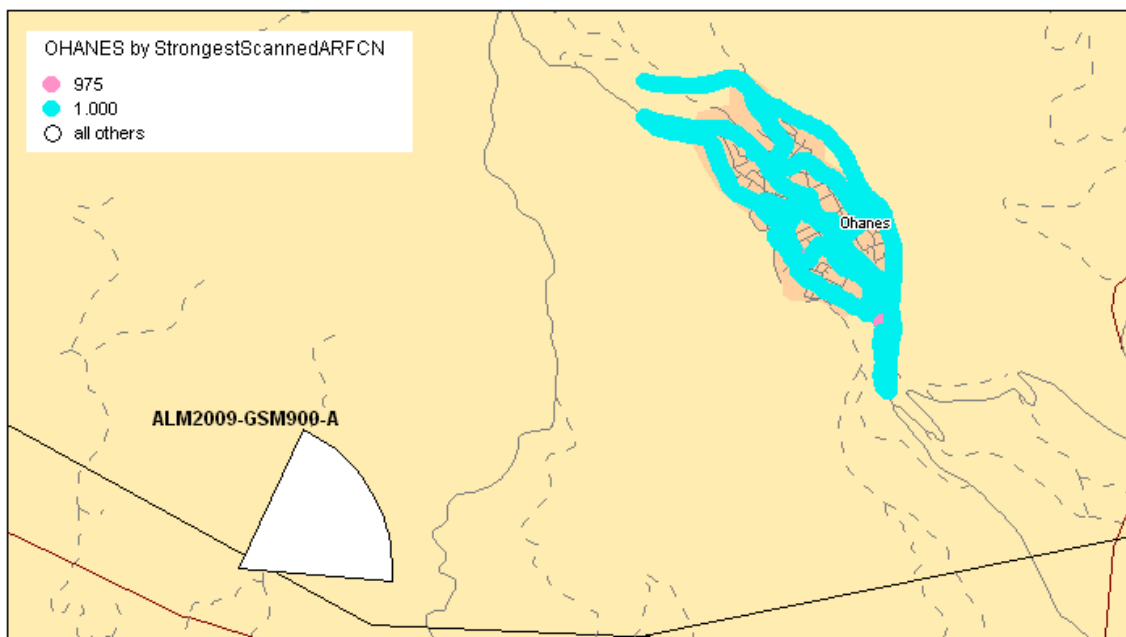 OHANES by StrongestScannedARFCN
975
1.000
all others
Ohanes
ALM2009-GSM900-A